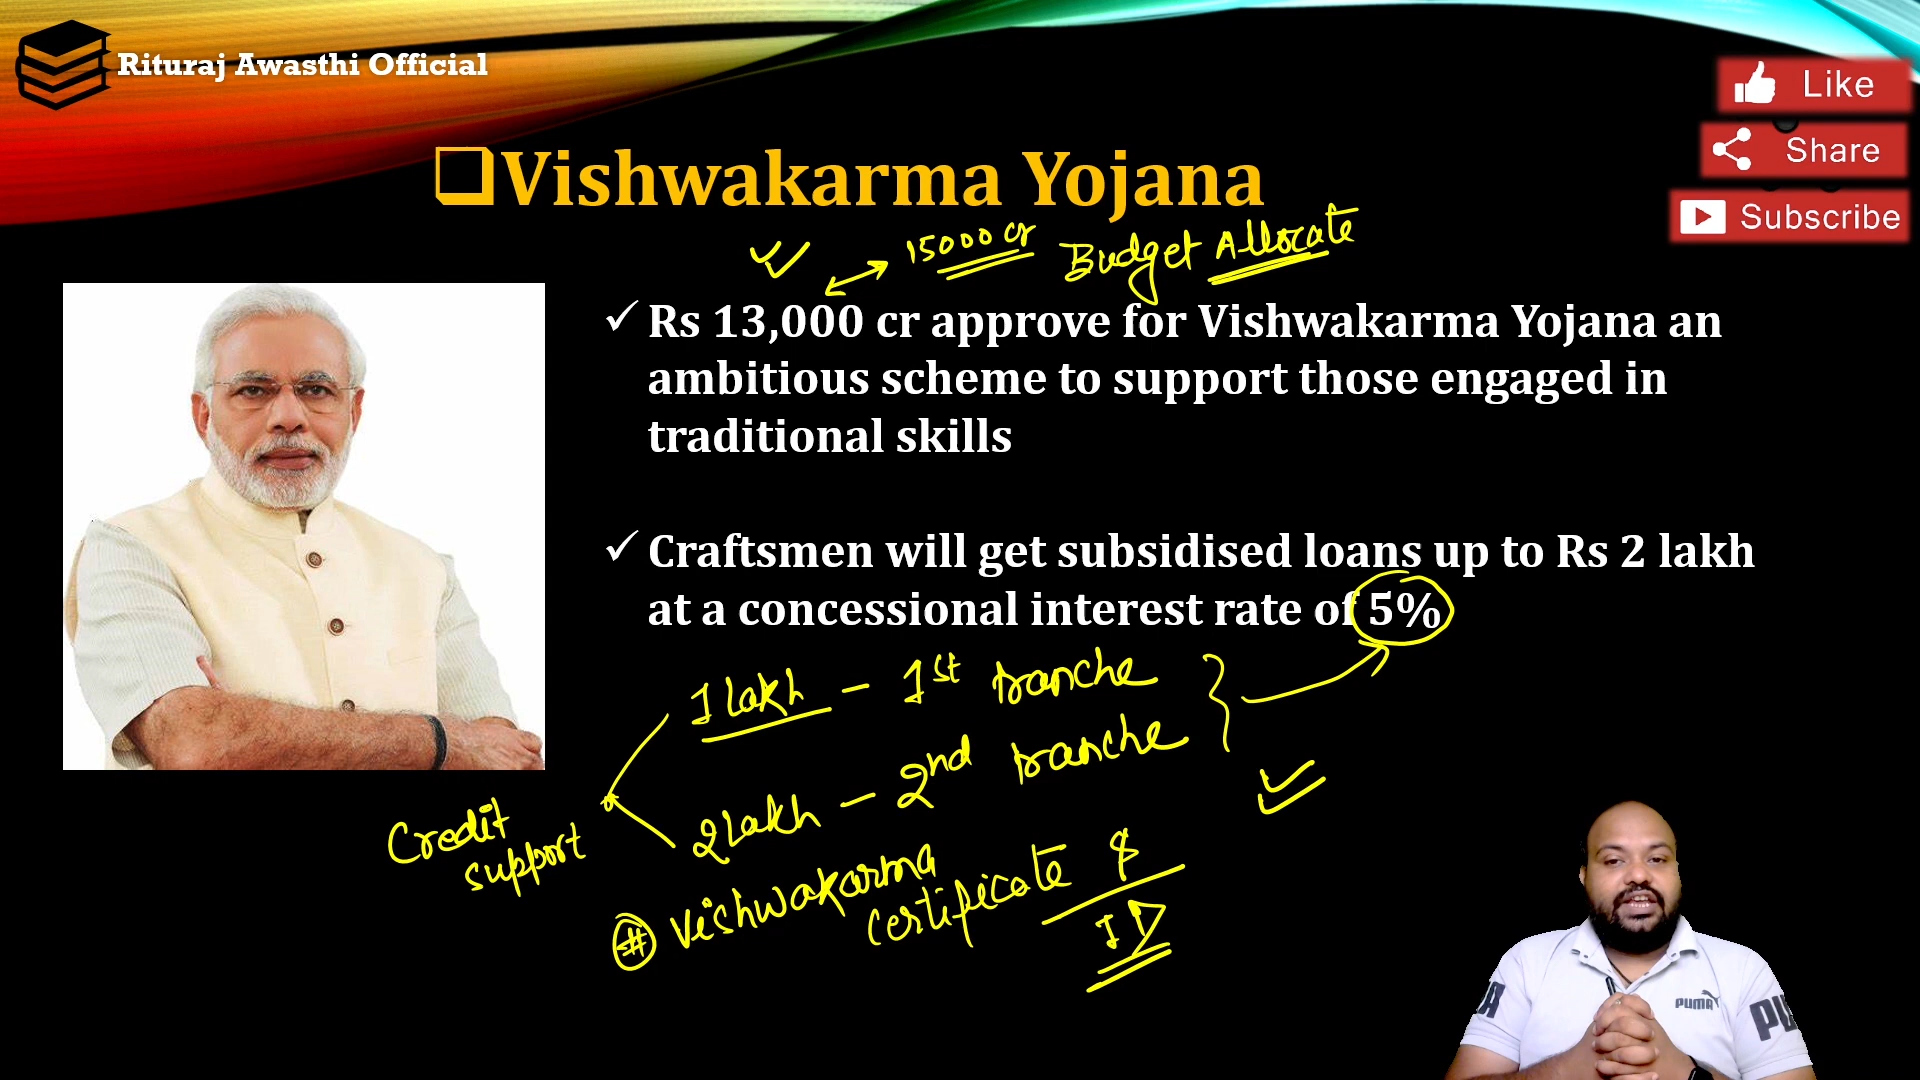 Rituraj Awasthi Official
Like
Share
Subscribe
❑Vishwakarma Yojana
15000 cr Budget Allocate
✓ Rs 13,000 cr approve for Vishwakarma Yojana an
ambitious scheme to support those engaged in
traditional skills
✓ Craftsmen will get subsidised loans up to Rs 2 lakh
at a concessional interest rate of 5%
1 lakh - 1st tranche
2 lakh - 2nd tranche
Credit
support
# Vishwakarma
certificate &
ID
PUMA
PU